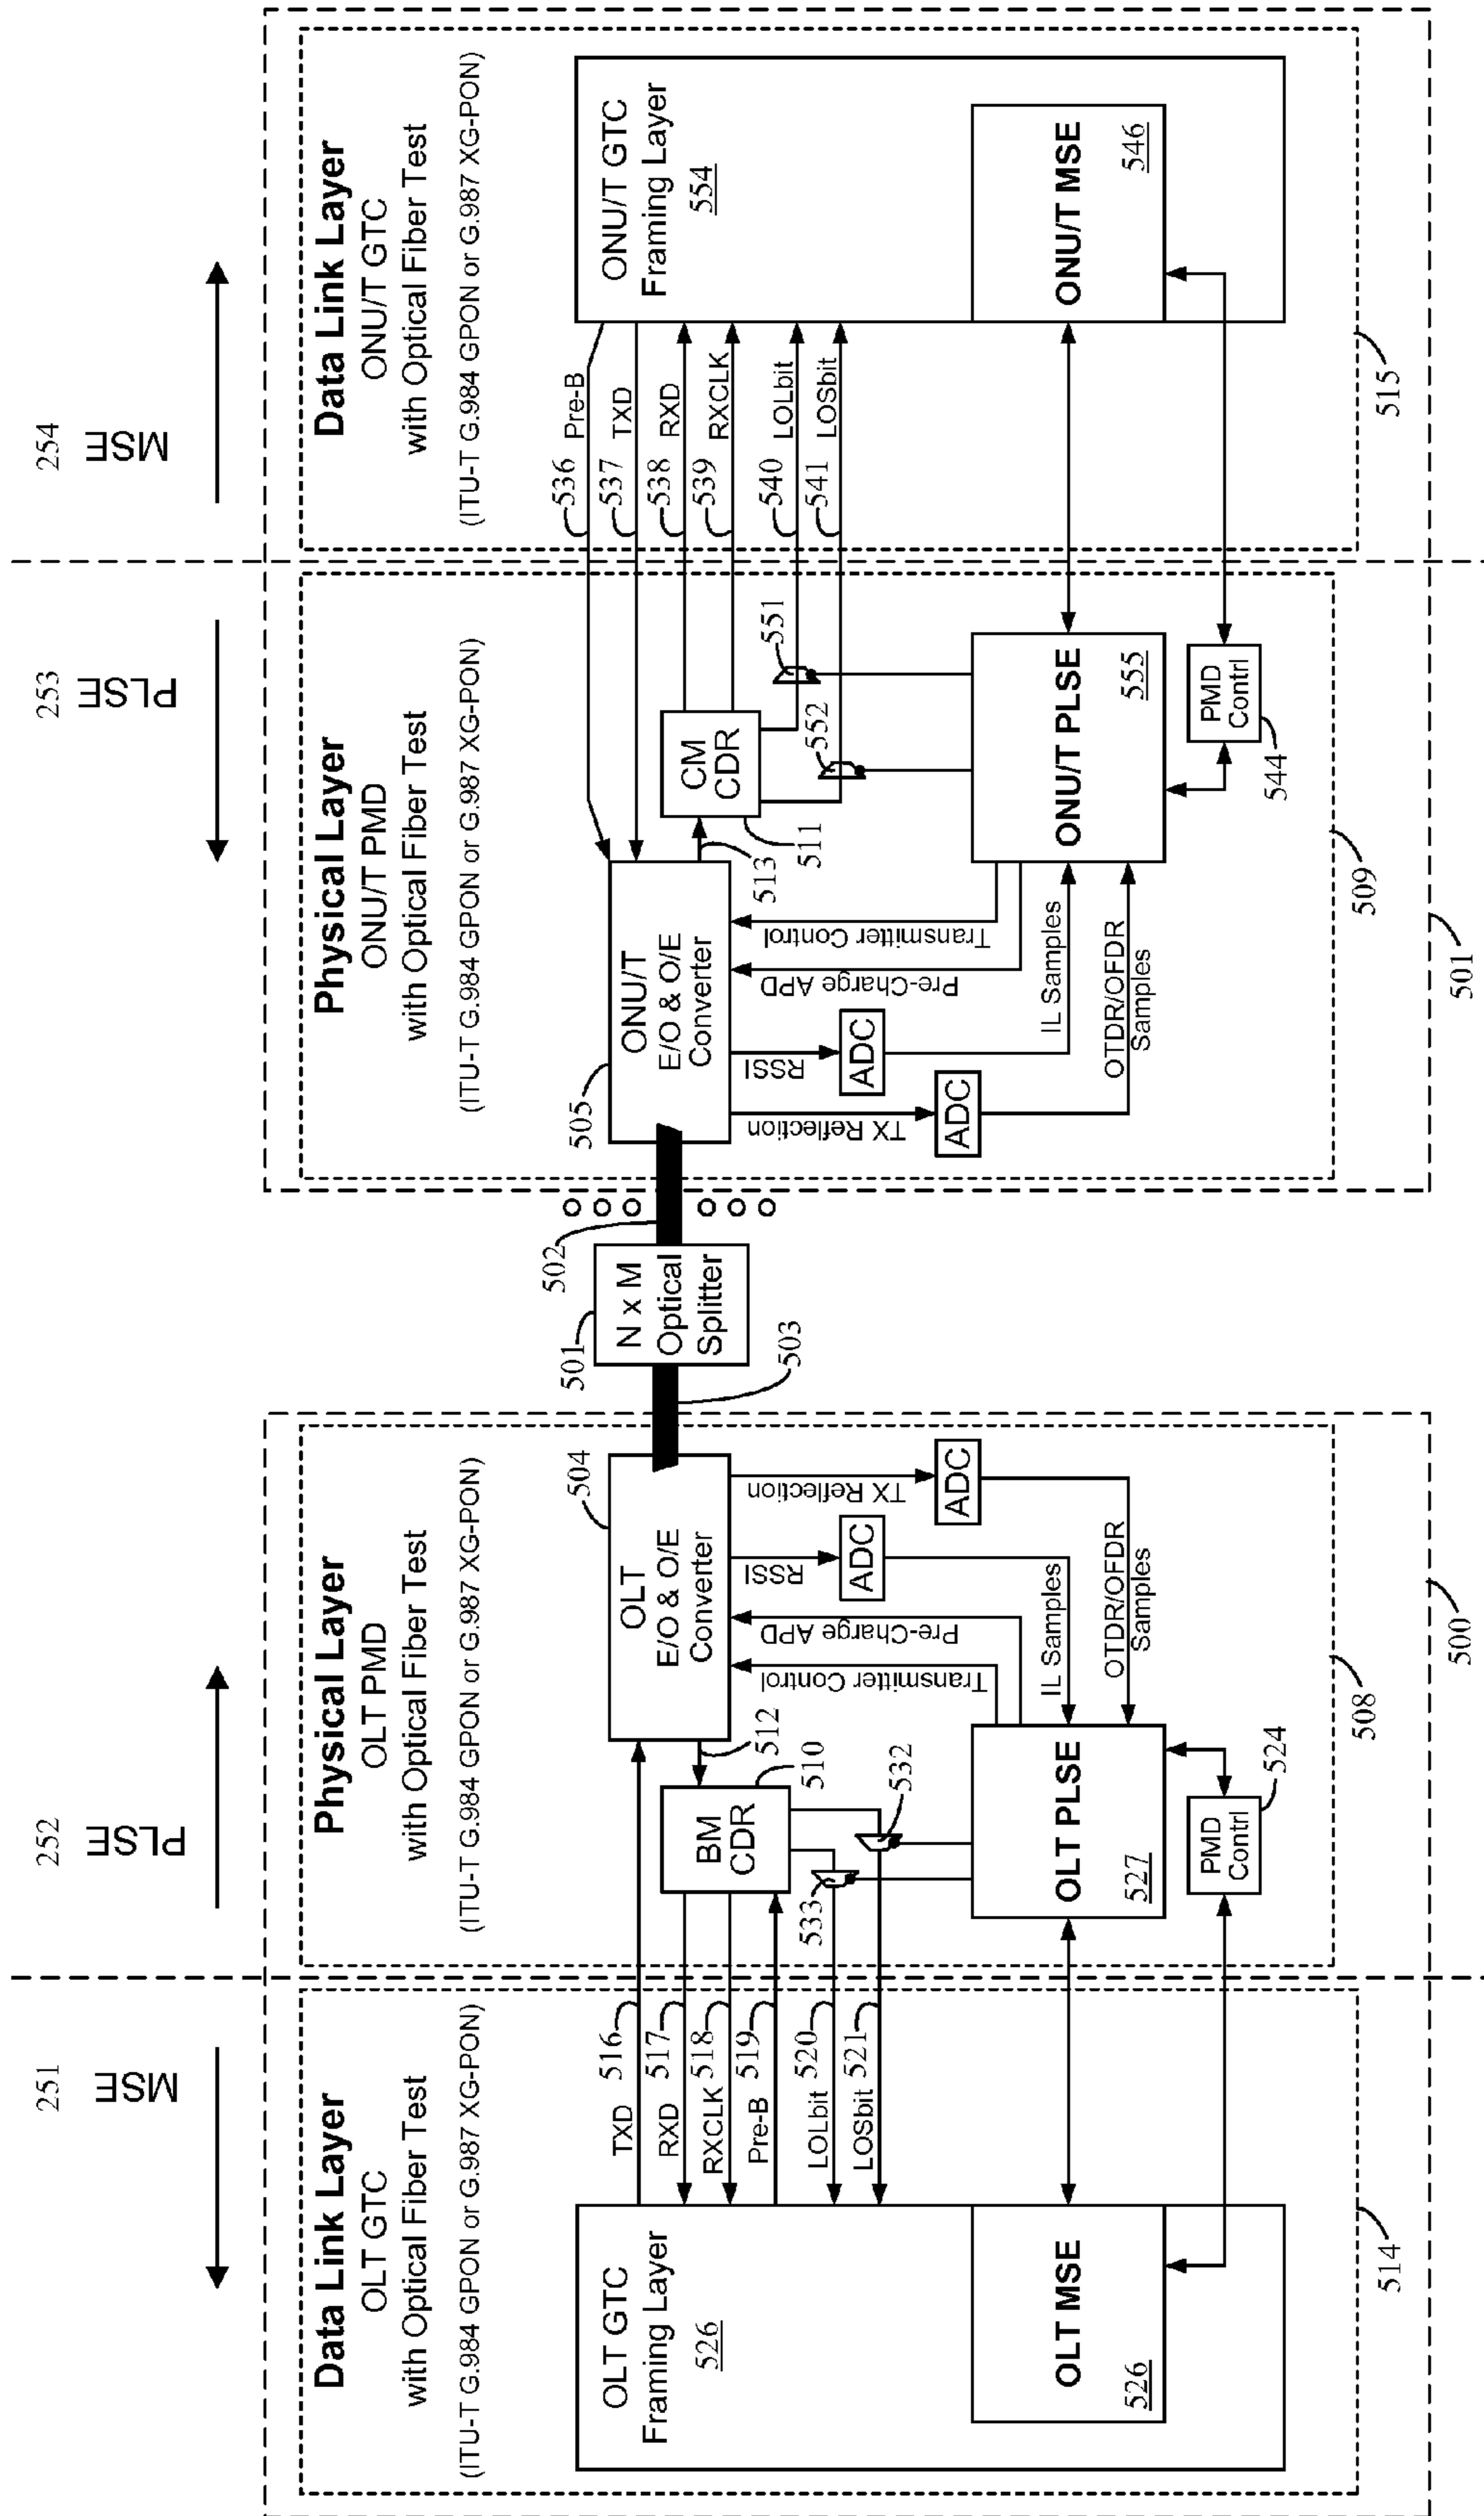 251
MSE
252
PLSE
253
PLSE
254
MSE
Data Link Layer
OLT GTC
with Optical Fiber Test
(ITU-T G.984 GPON or G.987 XG-PON)
OLT GTC
Framing Layer
526
OLT MSE
526
TXD
516
RXD
517
RXCLK
518
Pre-B
519
LOLbit
520
LOSbit
521
514
Physical Layer
OLT PMD
with Optical Fiber Test
(ITU-T G.984 GPON or G.987 XG-PON)
OLT
E/O & O/E
Converter
504
512
BM
CDR
510
533
532
Transmitter Control
Pre-Charge APD
RSSI
TX Reflection
ADC
ADC
IL Samples
OTDR/OFDR
Samples
OLT PLSE
527
PMD
Contrl
524
508
500
501
N x M
Optical
Splitter
503
502
Physical Layer
ONU/T PMD
with Optical Fiber Test
(ITU-T G.984 GPON or G.987 XG-PON)
505
ONU/T
E/O & O/E
Converter
513
CM
CDR
511
552
551
TX Reflection
RSSI
Pre-Charge APD
Transmitter Control
ADC
ADC
IL Samples
OTDR/OFDR
Samples
ONU/T PLSE
555
PMD
Contrl
544
509
501
Data Link Layer
ONU/T GTC
with Optical Fiber Test
(ITU-T G.984 GPON or G.987 XG-PON)
536
Pre-B
537
TXD
538
RXD
539
RXCLK
540
LOLbit
541
LOSbit
ONU/T GTC
Framing Layer
554
ONU/T MSE
546
515